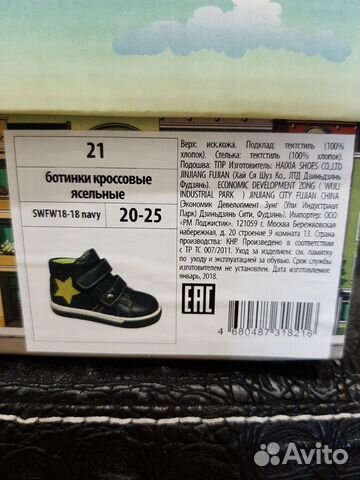 21
ботинки кроссовые
ясельные
SWFW18-18 navy 20-25
Верх: иск.кожа. Подклад: тектстиль (100%
хлопок). Стелька: тектстиль (100% хлопок).
Подошва: ТПР Изготовитель: HAIXIA SHOES CO.,LTD
JINJIANG FUJIAN (Хай Ся Шуз Ко., ЛТД Дзиньдзянь
Фудзянь). ECONOMIC DEVELOPMENT ZONG ( WULI
INDUSTRIAL PARK ) JINJIANG CITY FUJIAN CHINA
(Экономик Девелопмент Зунг (Ули Индустриал
Парк) Дзиньдзянь Сити, Фудзянь). Импортер: ООО
«РМ Лоджистик». 121059 г. Москва Бережковская
набережная, д. 20 строение 9 комната 13. Страна
производства: КНР. Произведено в соответствии
с ТР ТС 007/2011. Уход за изделием: см. памятку
по уходу и эксплуатацией за обувью. Срок службы
изготовителем не установлен. Дата изготовления:
январь, 2018.
EAC
4 680487 318216
Avito